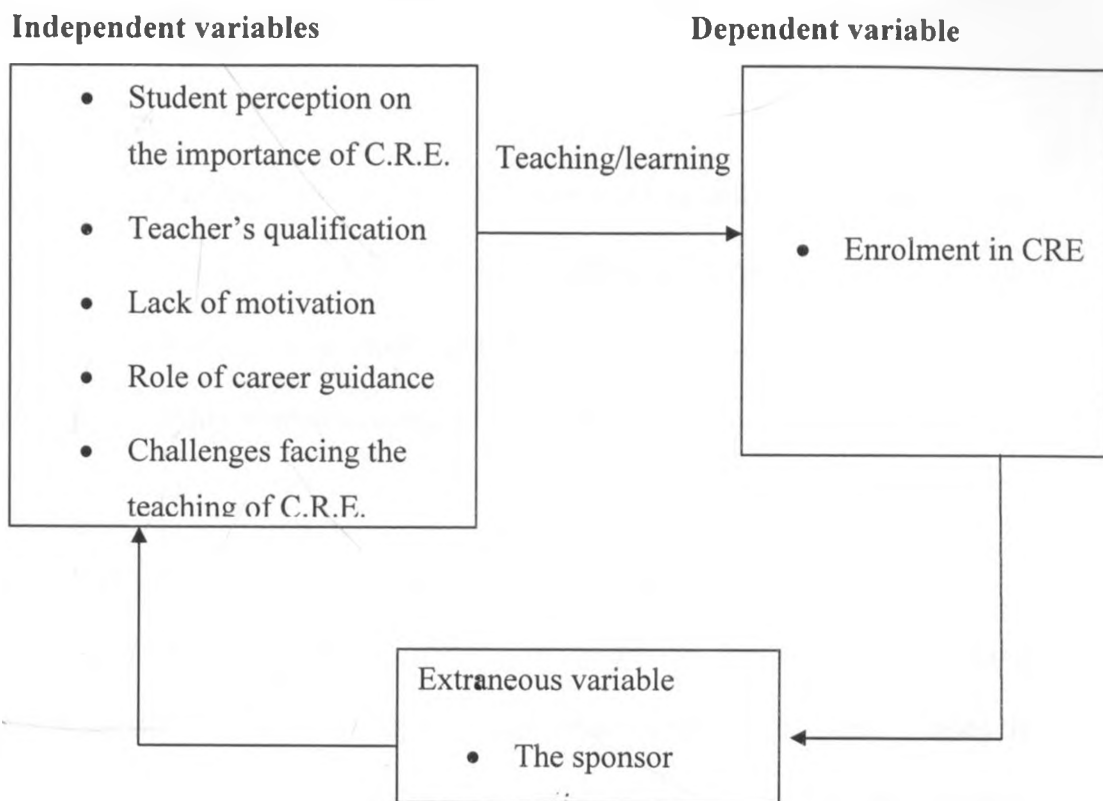 Independent variables
Dependent variable
• Student perception on
the importance of C.R.E.
• Teacher's qualification
• Lack of motivation
• Role of career guidance
• Challenges facing the
teaching of C.R.E.
Teaching/learning
• Enrolment in CRE
Extraneous variable
• The sponsor